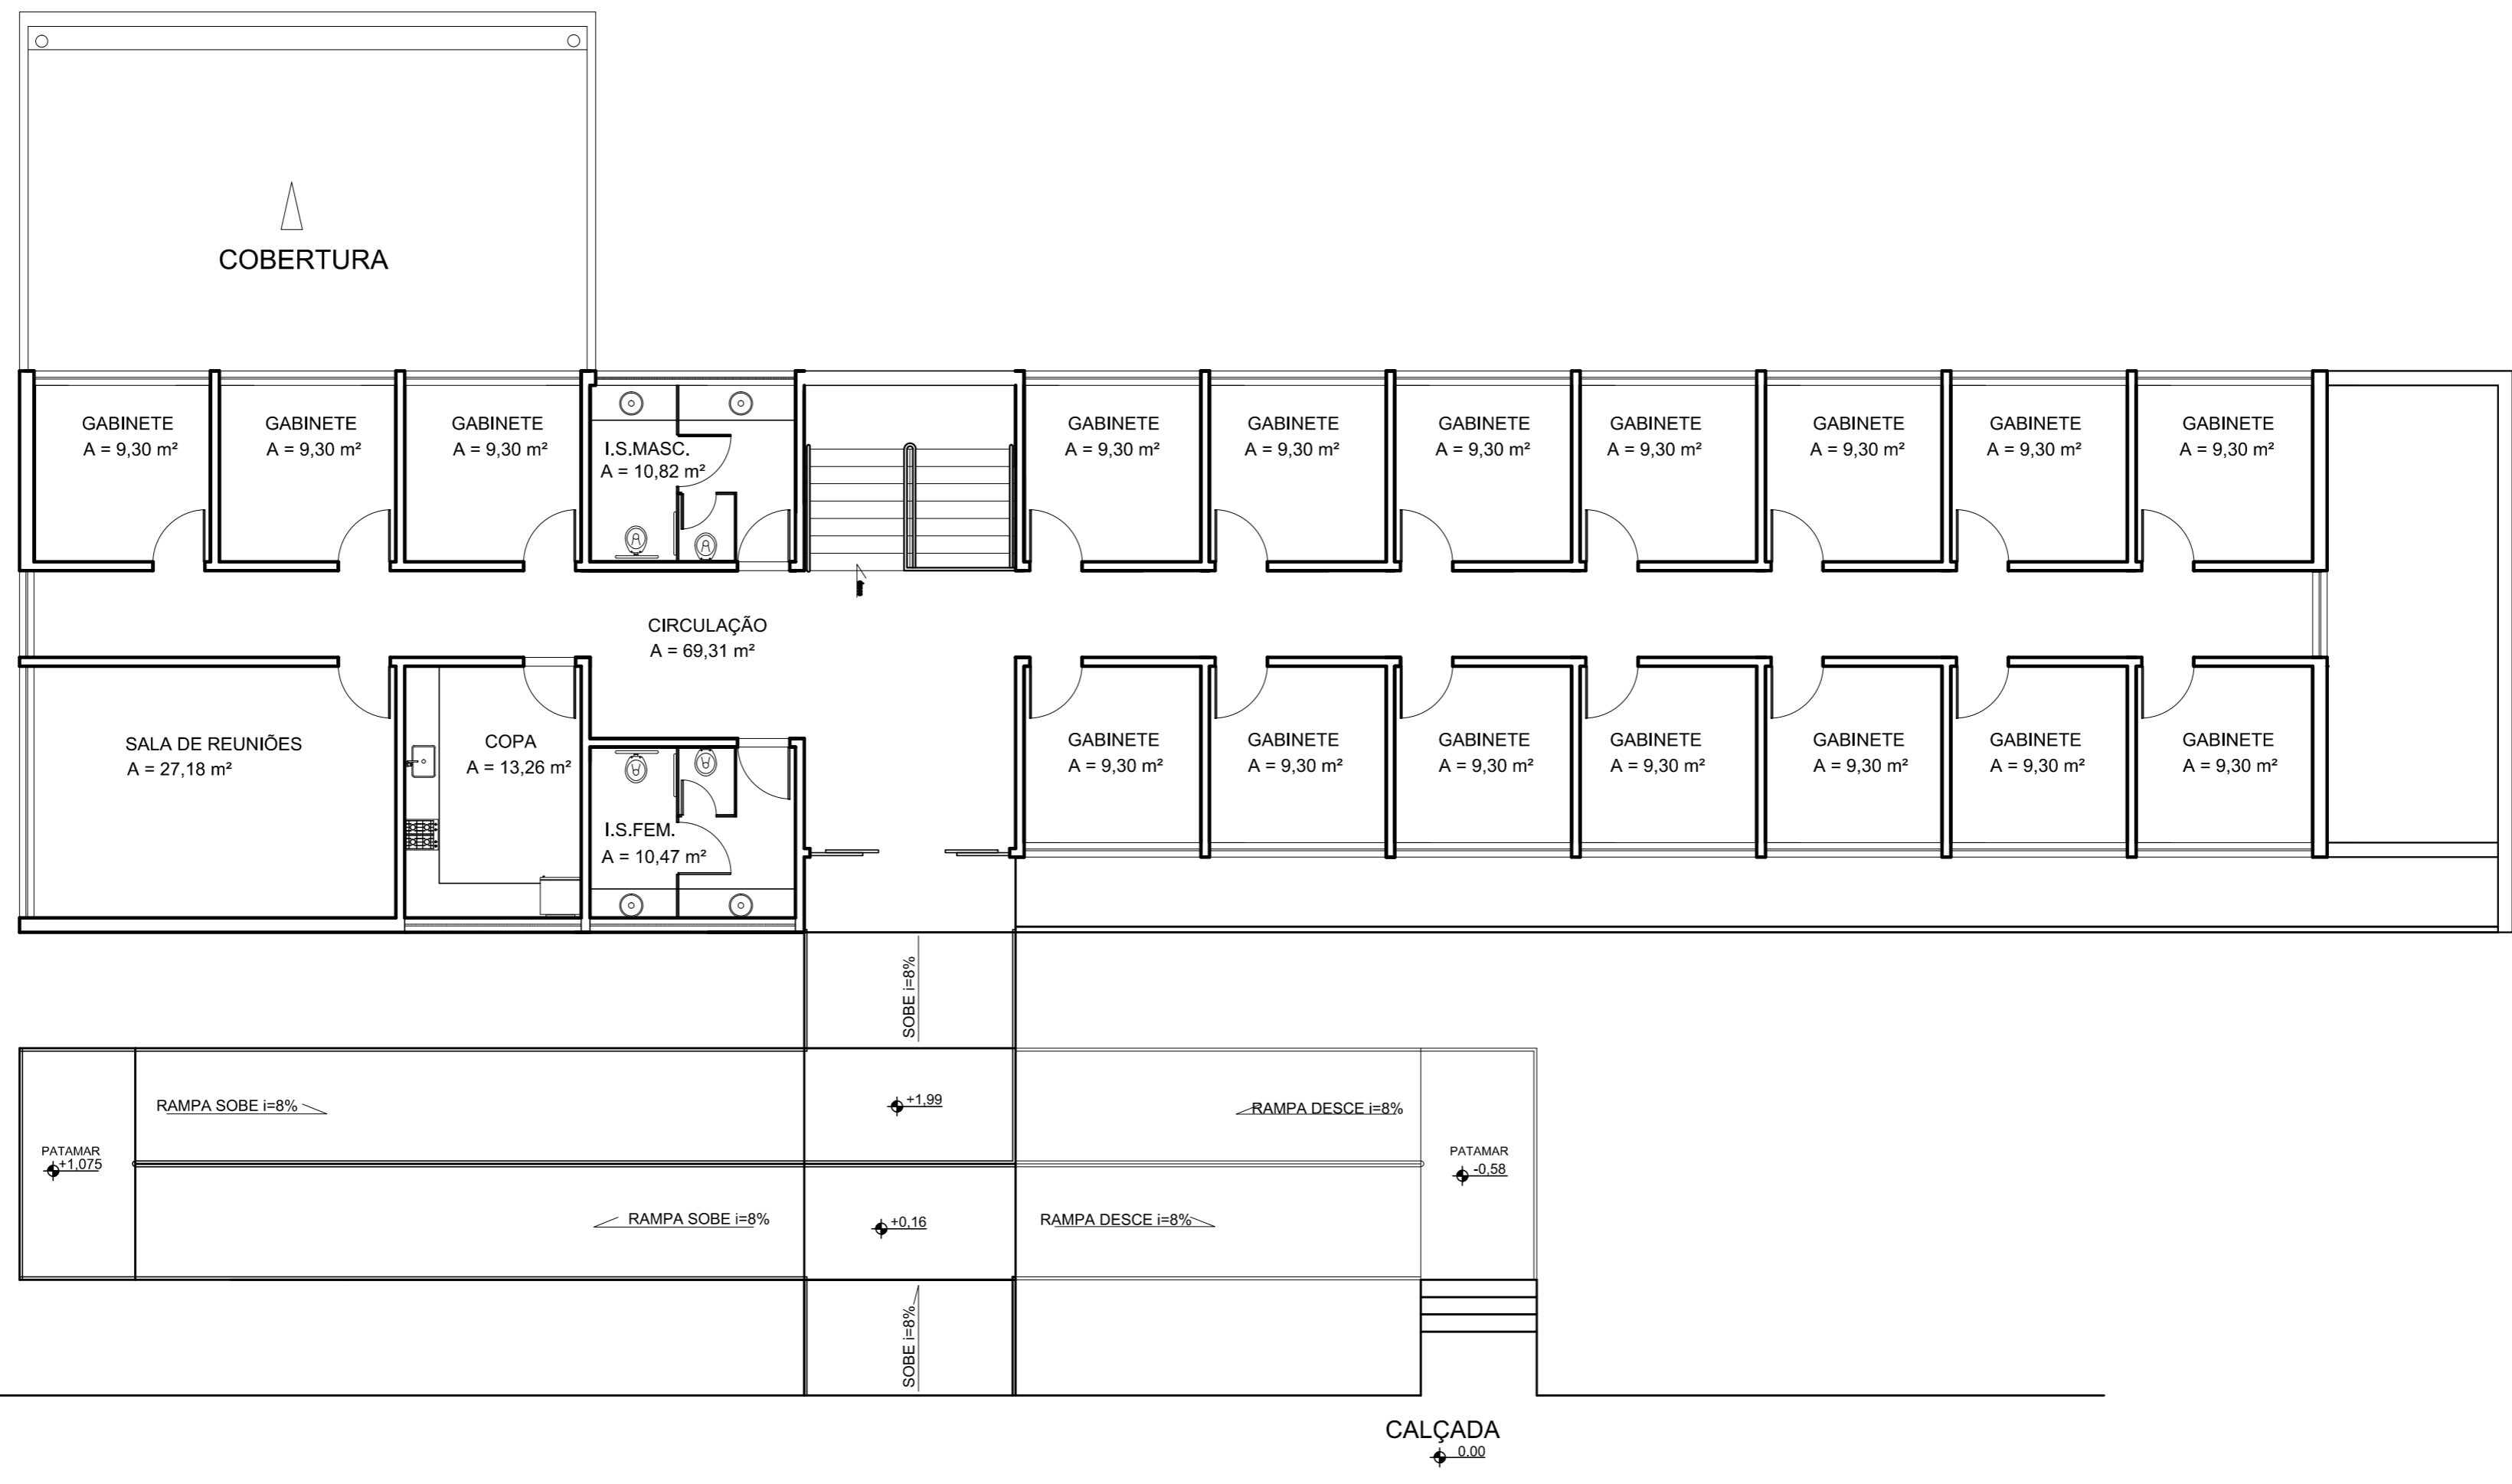 COBERTURA
GABINETE
A = 9,30 m²
GABINETE
A = 9,30 m²
GABINETE
A = 9,30 m²
I.S.MASC.
A = 10,82 m²
GABINETE
A = 9,30 m²
GABINETE
A = 9,30 m²
GABINETE
A = 9,30 m²
GABINETE
A = 9,30 m²
GABINETE
A = 9,30 m²
GABINETE
A = 9,30 m²
GABINETE
A = 9,30 m²
CIRCULAÇÃO
A = 69,31 m²
SALA DE REUNIÕES
A = 27,18 m²
COPA
A = 13,26 m²
I.S.FEM.
A = 10,47 m²
GABINETE
A = 9,30 m²
GABINETE
A = 9,30 m²
GABINETE
A = 9,30 m²
GABINETE
A = 9,30 m²
GABINETE
A = 9,30 m²
GABINETE
A = 9,30 m²
GABINETE
A = 9,30 m²
SOBE i=8%
RAMPA SOBE i=8%
+1,99
RAMPA DESCE i=8%
PATAMAR
+1,075
PATAMAR
-0,58
RAMPA SOBE i=8%
+0,16
RAMPA DESCE i=8%
SOBE i=8%
CALÇADA
0,00